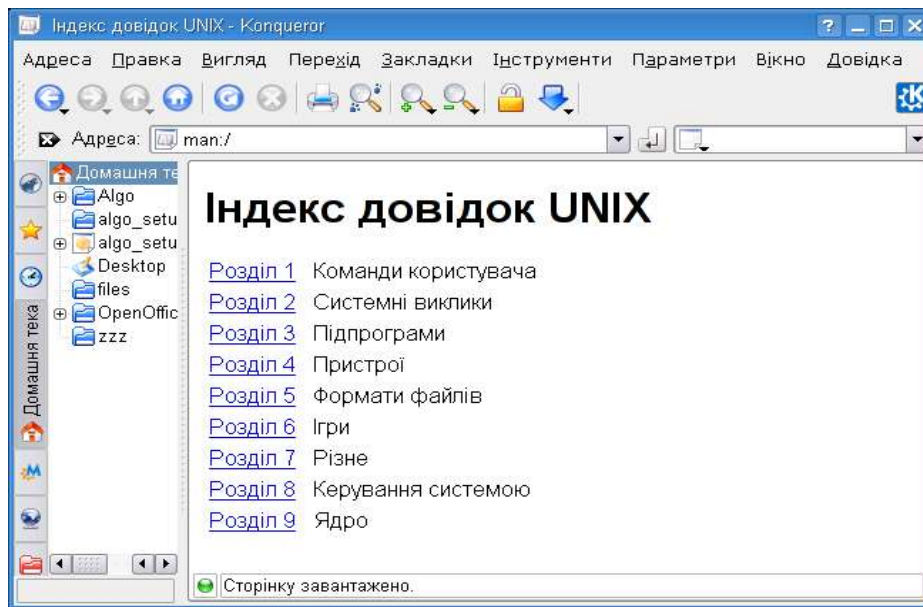 Індекс довідок UNIX - Konqueror
Адреса Правка Вигляд Перехід Закладки Інструменти Параметри Вікно Довідка
Адреса: man:/
Домашня те
Algo
algo_setu
algo_setu
Desktop
files
OpenOffic
zzz
Домашня тека
Індекс довідок UNIX
Розділ 1 Команди користувача
Розділ 2 Системні виклики
Розділ 3 Підпрограми
Розділ 4 Пристрої
Розділ 5 Формати файлів
Розділ 6 Ігри
Розділ 7 Різне
Розділ 8 Керування системою
Розділ 9 Ядро
Сторінку завантажено.